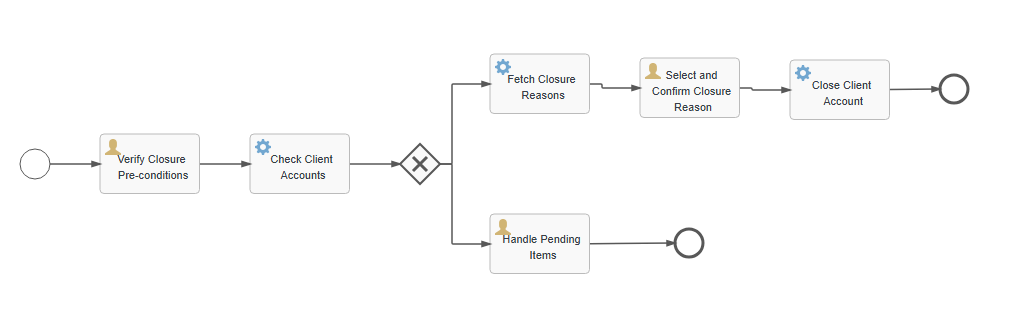 Verify Closure
Pre-conditions
Check Client
Accounts
Fetch Closure
Reasons
Select and
Confirm Closure
Reason
Close Client
Account
Handle Pending
Items